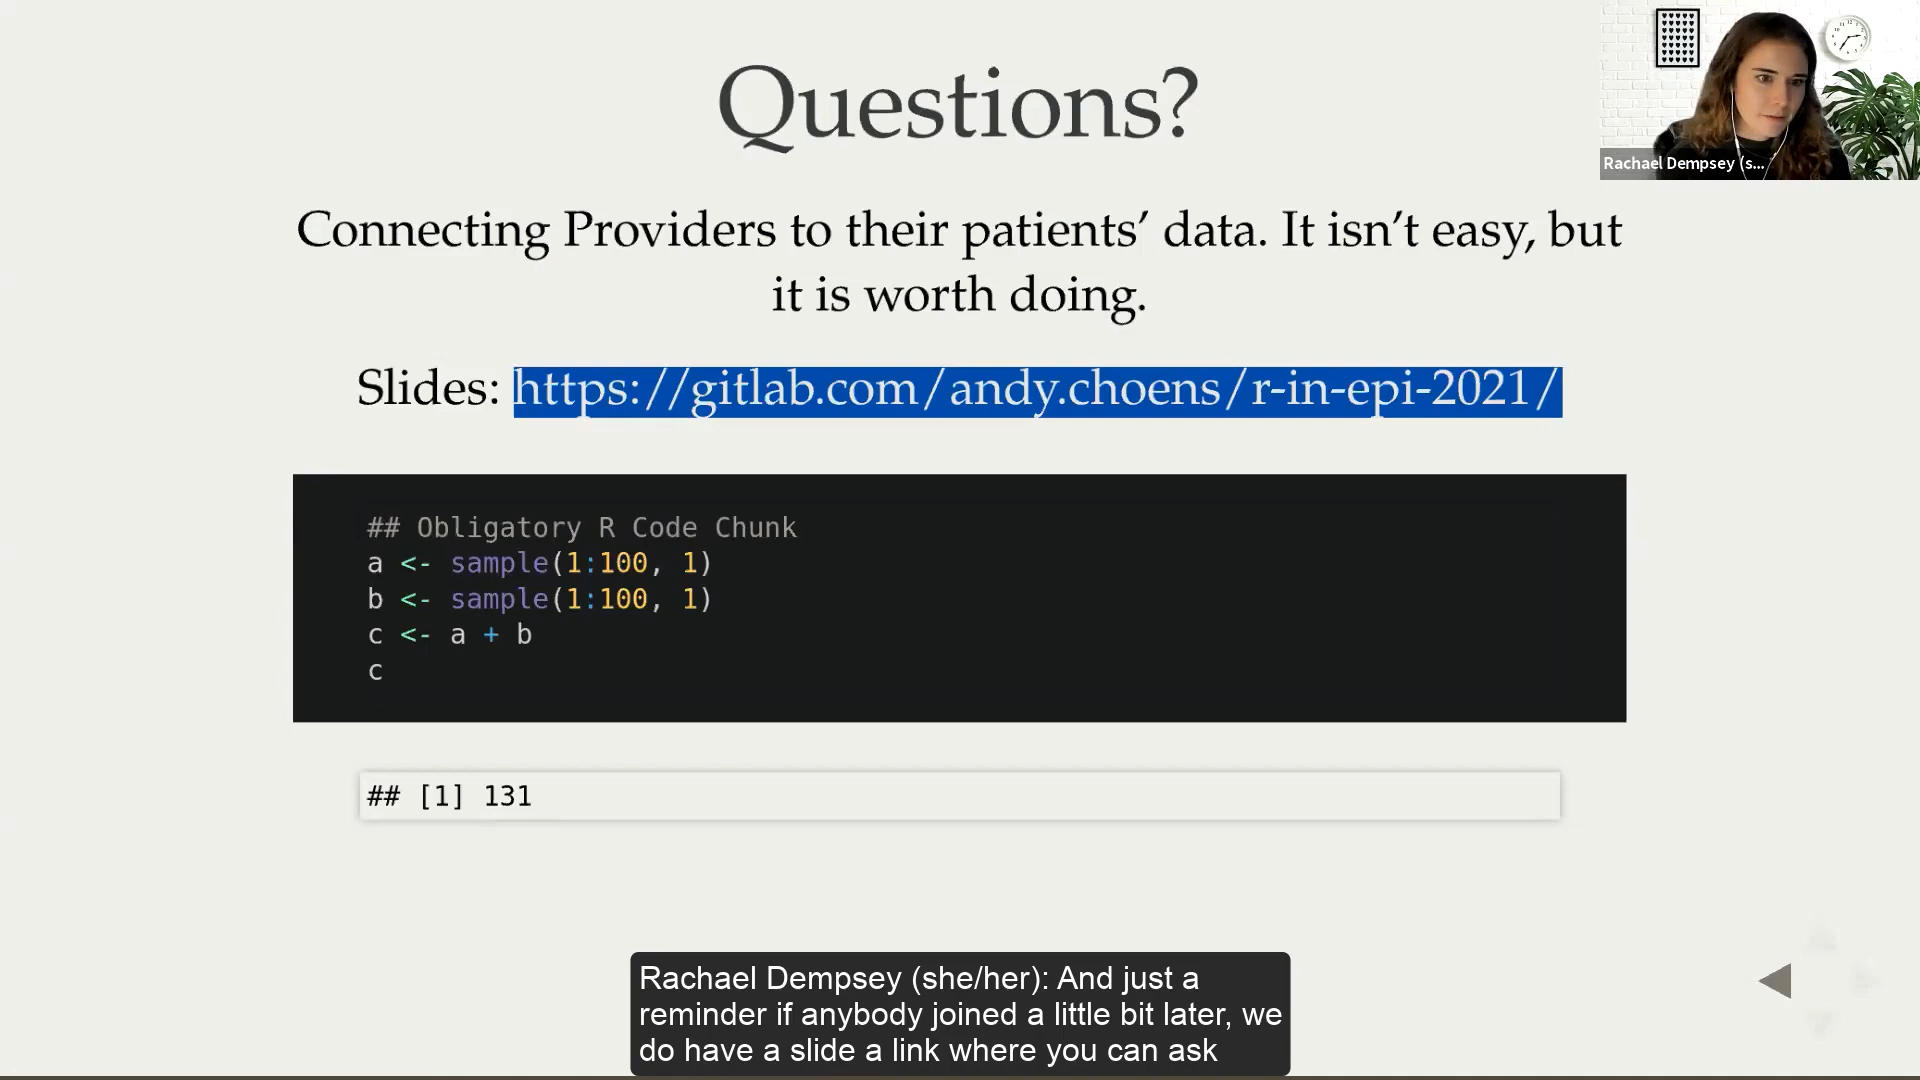 Questions?
Rachael Dempsey (s...
Connecting Providers to their patients’ data. It isn’t easy, but
it is worth doing.
Slides: https://gitlab.com/andy.choens/r-in-epi-2021/
## Obligatory R Code Chunk
a <- sample(1:100, 1)
b <- sample(1:100, 1)
c <- a + b
c
## [1] 131
Rachael Dempsey (she/her): And just a
reminder if anybody joined a little bit later, we
do have a slide a link where you can ask